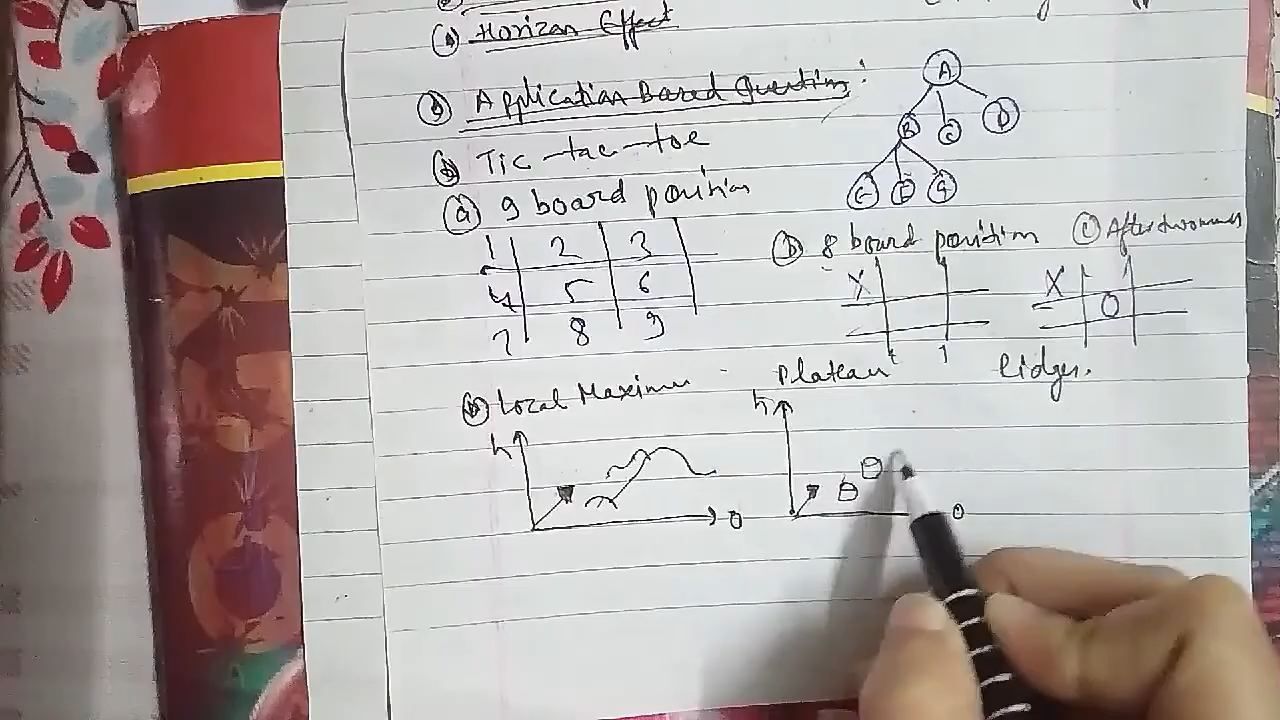 Horizon Effect
Application Based Question :
A
B C D
Tic-tac-toe
C E G
(a) 9 board position
1 2 3
4 5 6
7 8 9
(b) 8 board position
X
(c) After two moves
X
O
(b) Local Maximum - Plateau Ridges.
h
h